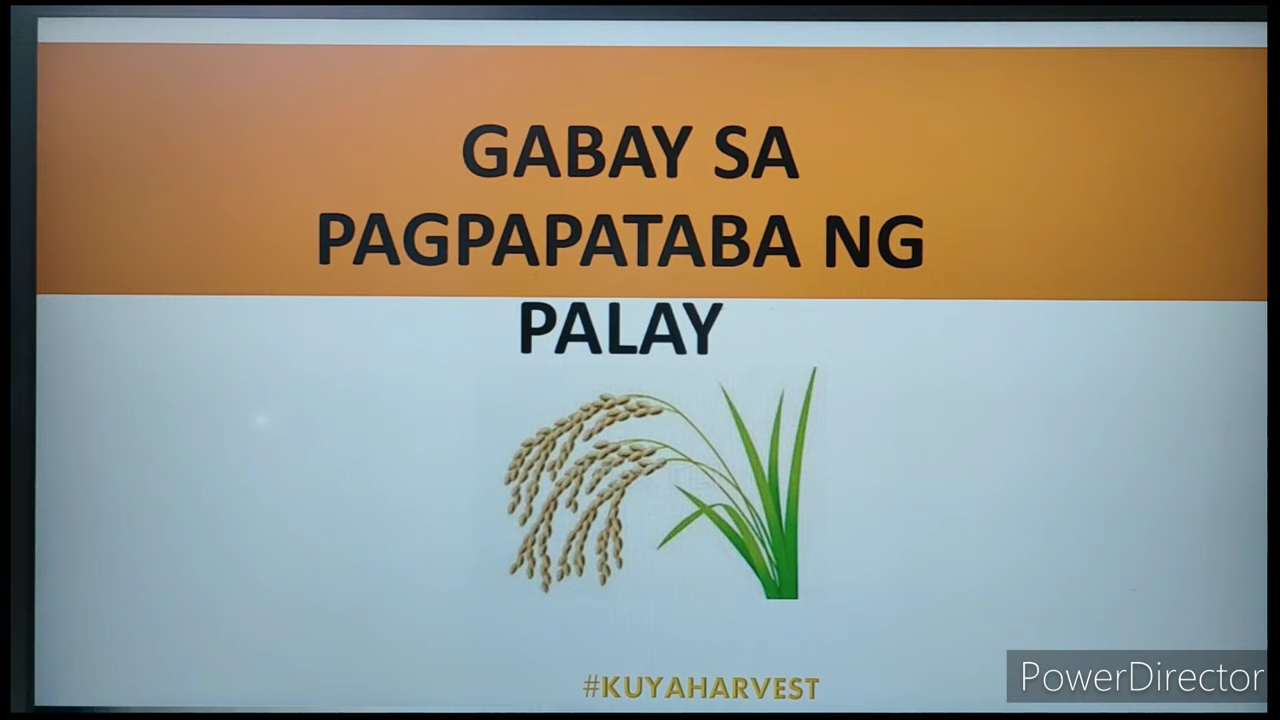 GABAY SA
PAGPAPATABA NG
PALAY
#KUYAHARVEST
PowerDirector